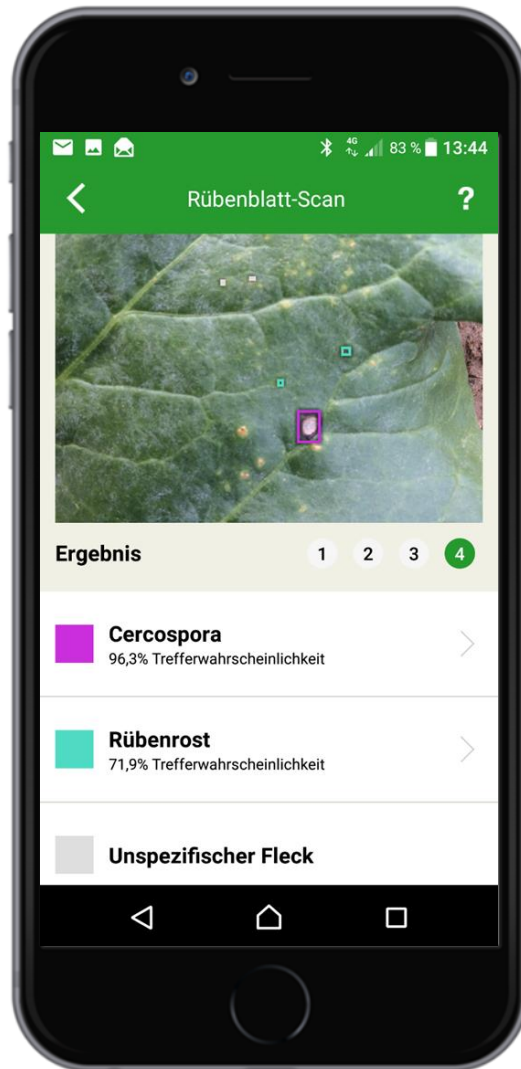 4G 83 % 13:44
Rübenblatt-Scan ?
Ergebnis 1 2 3 4
Cercospora
96,3% Trefferwahrscheinlichkeit
Rübenrost
71,9% Trefferwahrscheinlichkeit
Unspezifischer Fleck